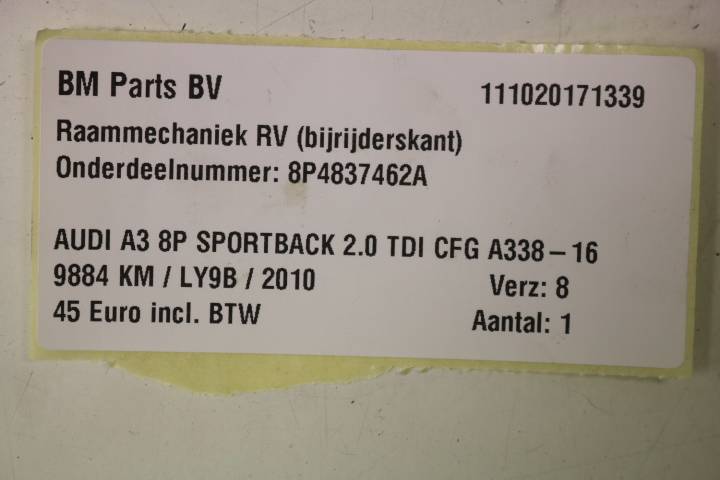 BM Parts BV 111020171339
Raammechaniek RV (bijrijderskant)
Onderdeelnummer: 8P4837462A
AUDI A3 8P SPORTBACK 2.0 TDI CFG A338 – 16
9884 KM / LY9B / 2010 Verz: 8
45 Euro incl. BTW Aantal: 1